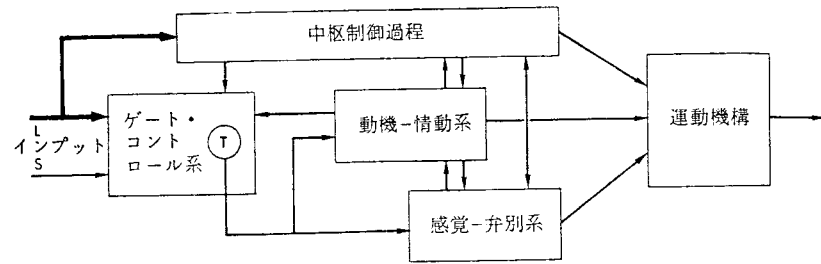 中枢制御過程
ゲート・
コント
ロール系
T
L
インプット
S
動機−情動系
感覚−弁別系
運動機構